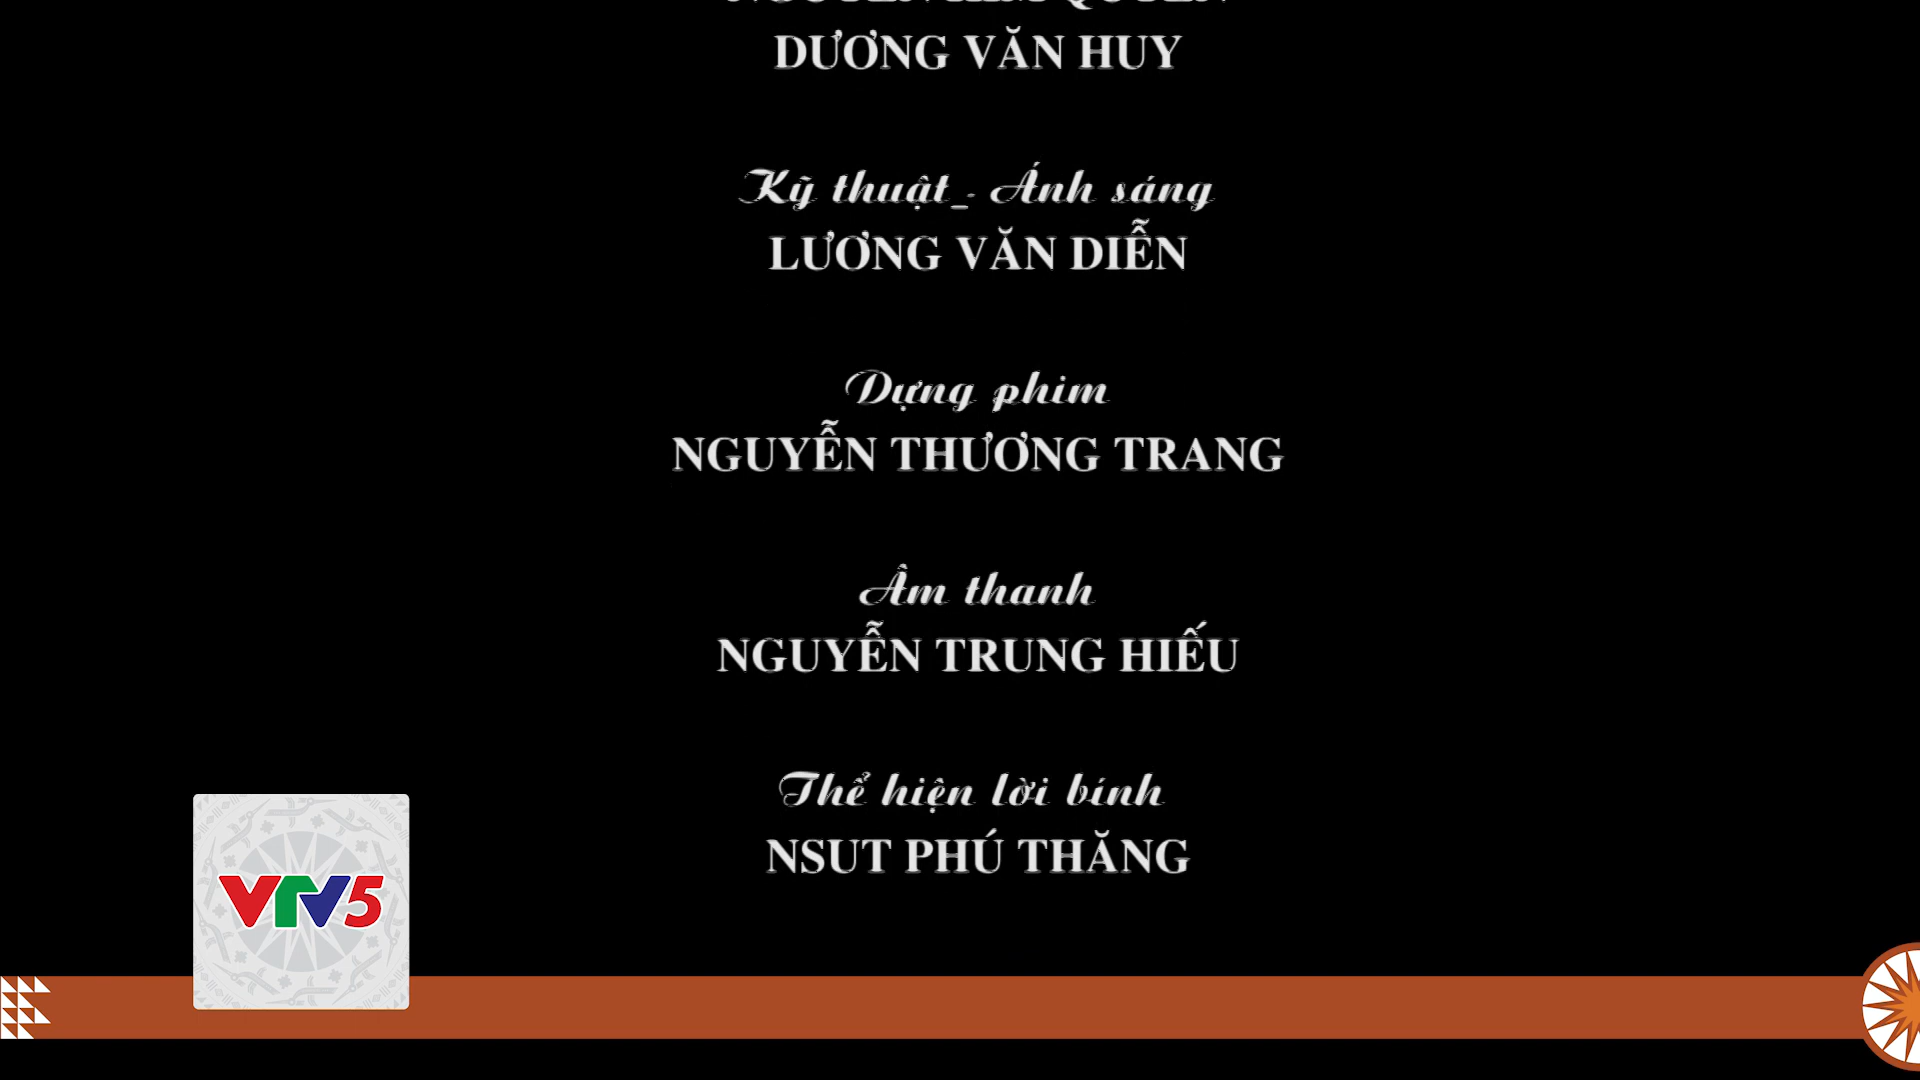 DƯƠNG VĂN HUY
Kỹ thuật_- Ánh sáng
LƯƠNG VĂN DIỄN
Dựng phim
NGUYỄN THƯƠNG TRANG
Âm thanh
NGUYỄN TRUNG HIẾU
Thể hiện lời bính
NSUT PHÚ THĂNG
VTV5